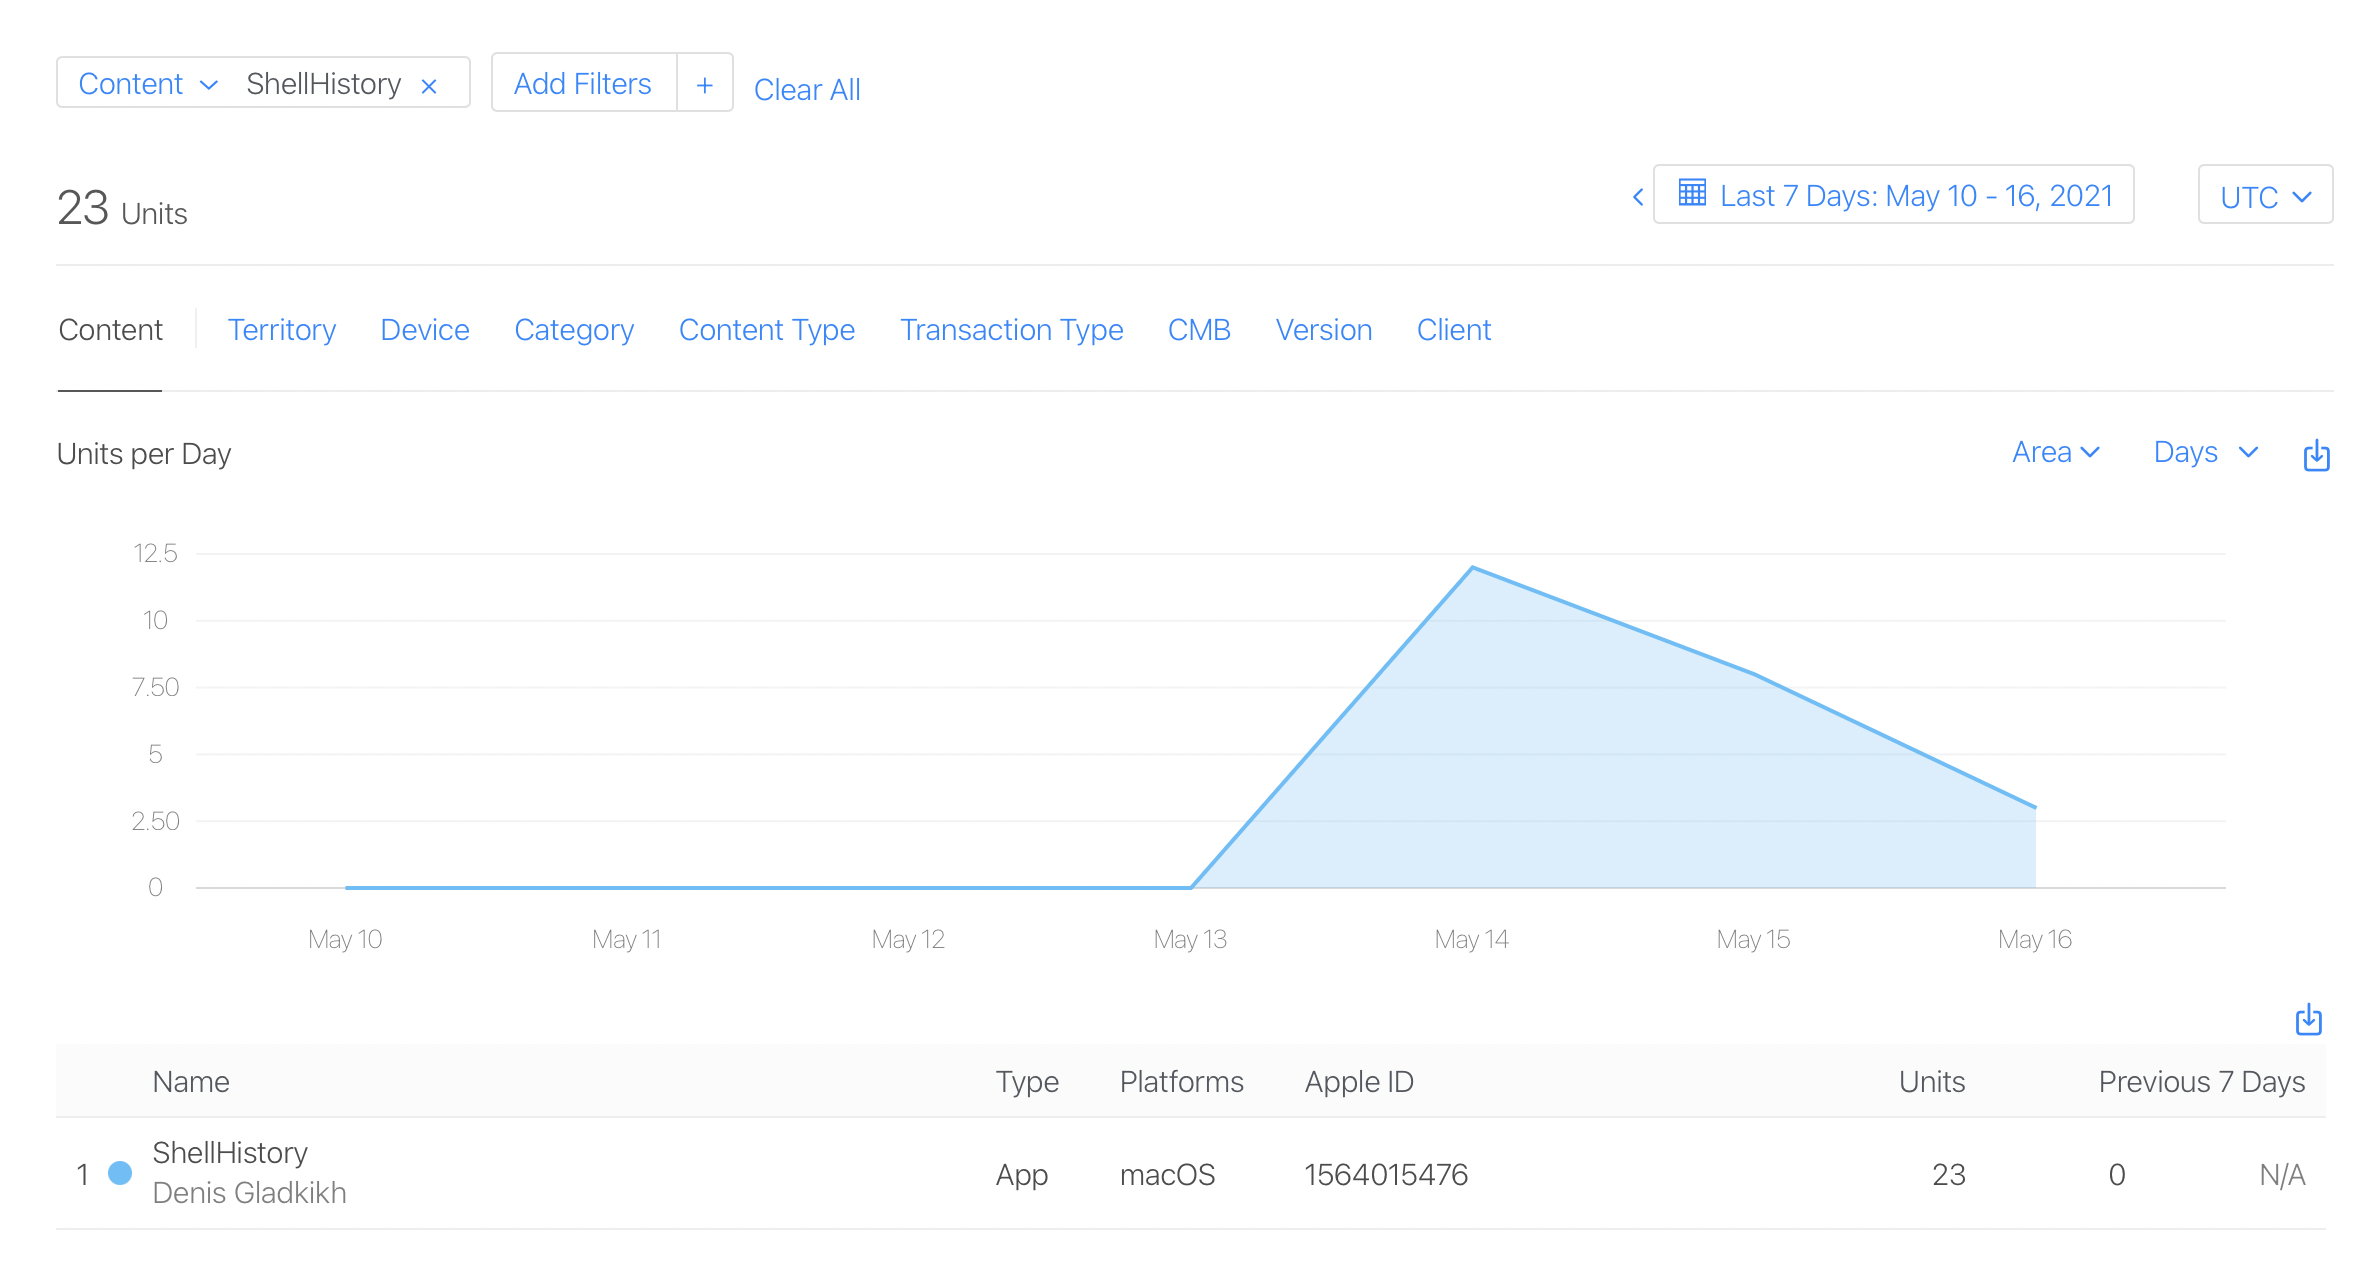 Content ShellHistory × Add Filters + Clear All
23 Units
Last 7 Days: May 10 - 16, 2021 UTC
Content Territory Device Category Content Type Transaction Type CMB Version Client
Units per Day Area Days
12.5
10
7.50
5
2.50
0
May 10 May 11 May 12 May 13 May 14 May 15 May 16
Name Type Platforms Apple ID Units Previous 7 Days
1 ShellHistory App macOS 1564015476 23 0 N/A
Denis Gladkikh